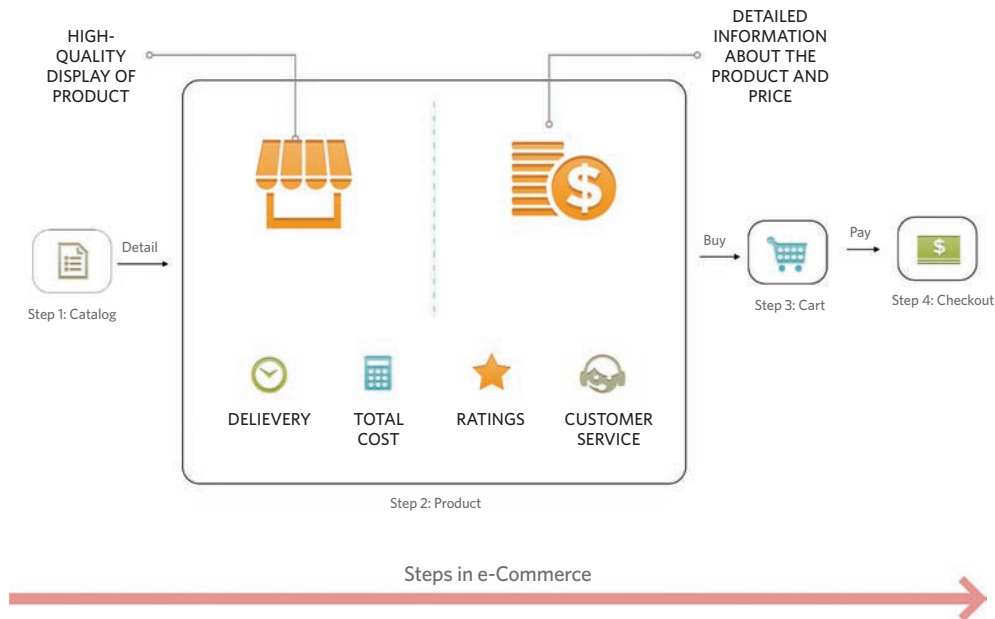 HIGH-
QUALITY
DISPLAY OF
PRODUCT
DETAILED
INFORMATION
ABOUT THE
PRODUCT AND
PRICE
$
Detail
Step 1: Catalog
DELIEVERY
TOTAL
COST
RATINGS
CUSTOMER
SERVICE
Step 2: Product
Buy
Step 3: Cart
Pay
$
Step 4: Checkout
Steps in e-Commerce